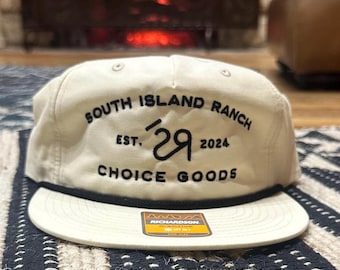 SOUTH ISLAND RANCH
EST. 2024
CHOICE GOODS
RICHARDSON